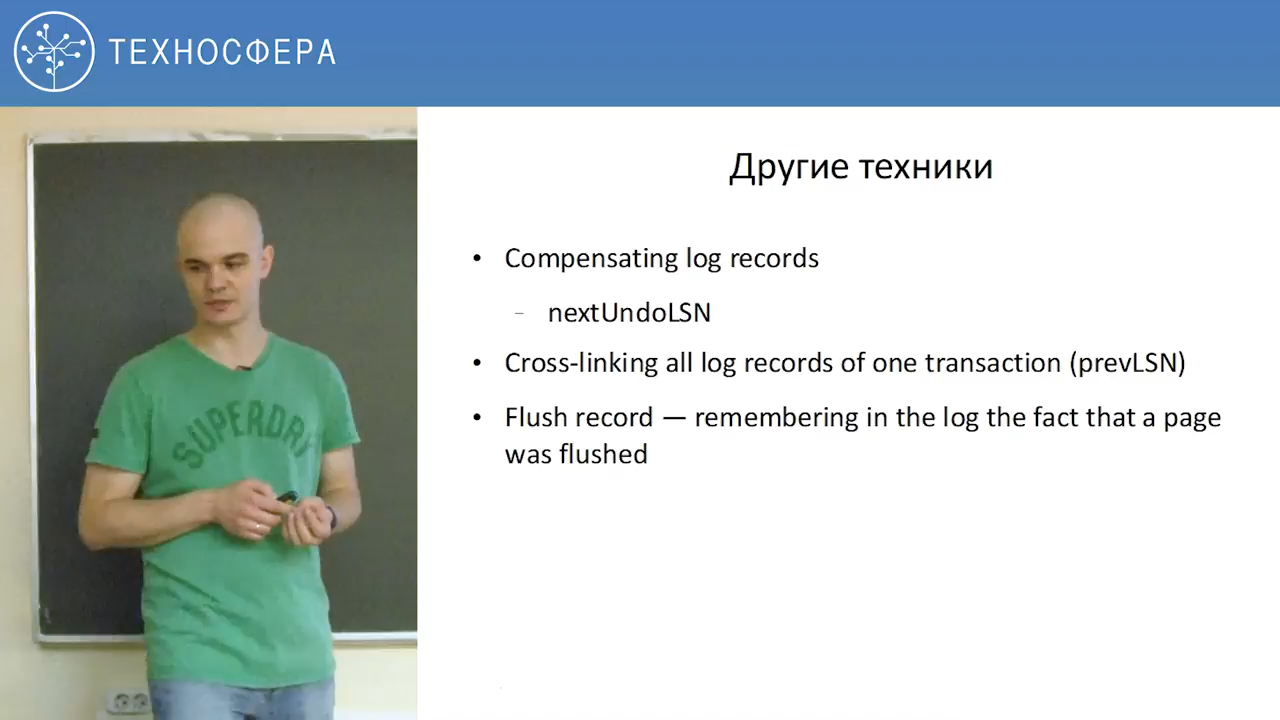 ТЕХНОСФЕРА
Другие техники
• Compensating log records
– nextUndoLSN
• Cross-linking all log records of one transaction (prevLSN)
• Flush record — remembering in the log the fact that a page
was flushed
SUPERDR